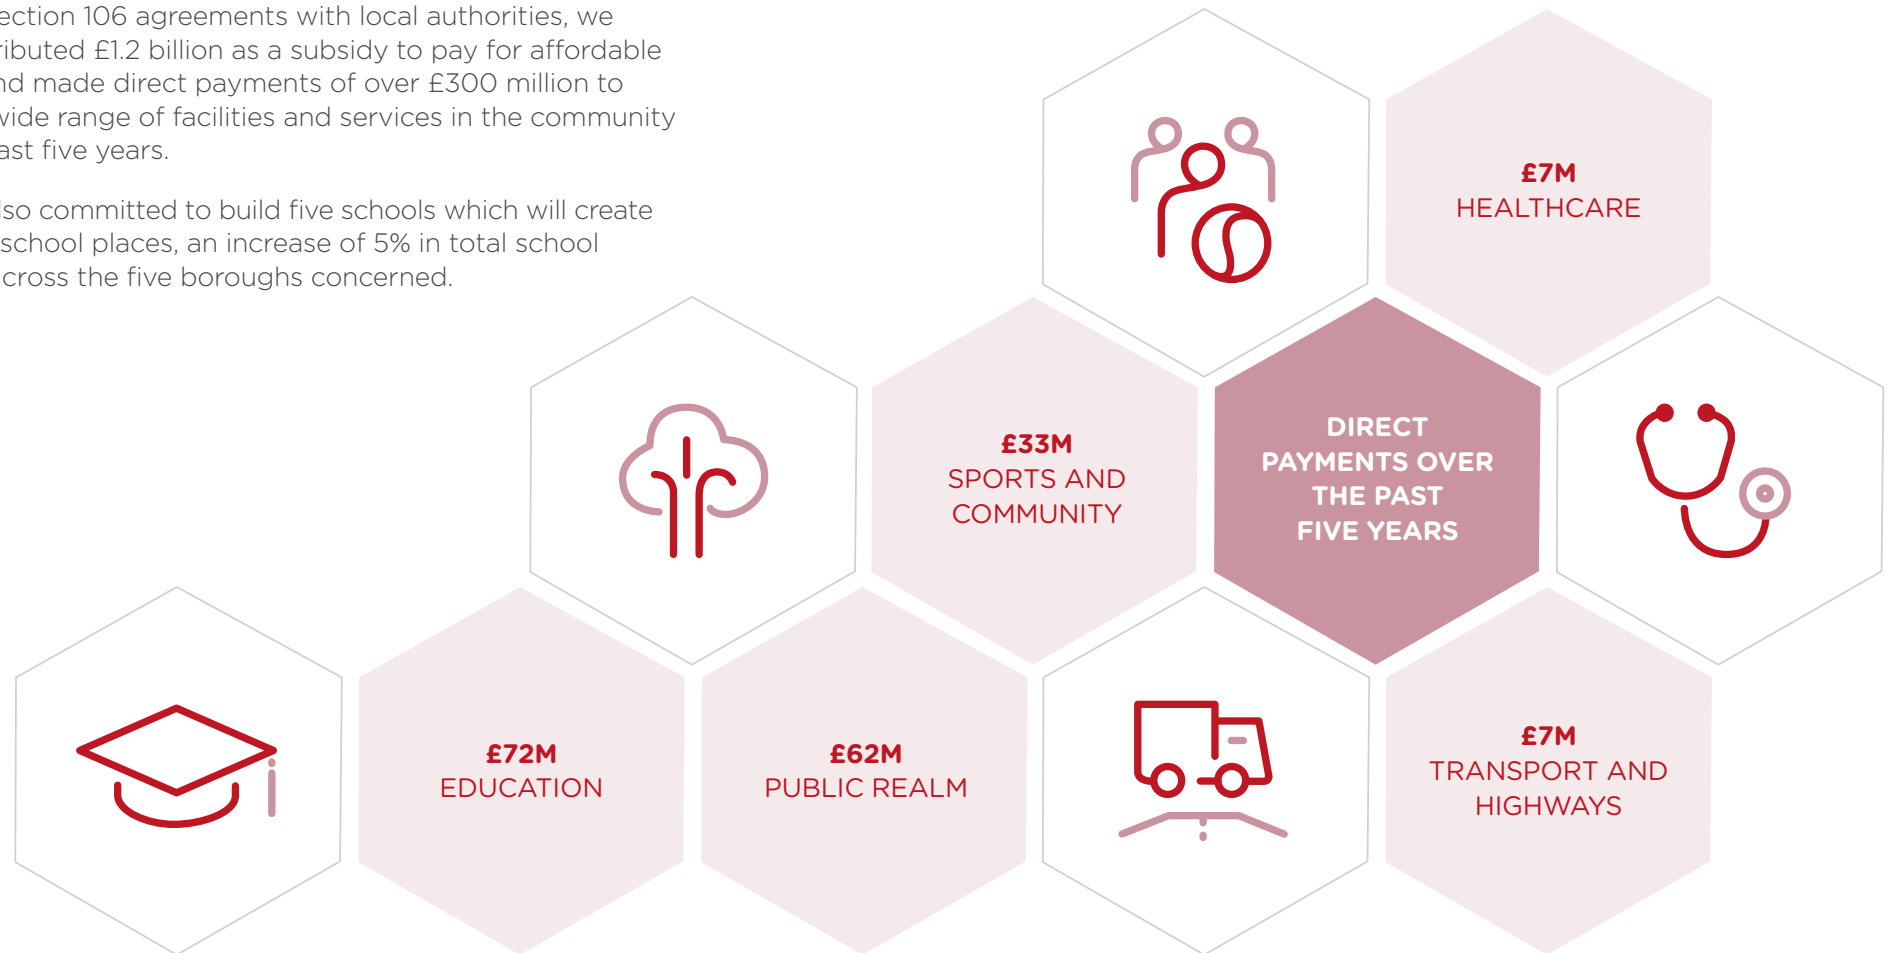 ection 106 agreements with local authorities, we
ributed £1.2 billion as a subsidy to pay for affordable
nd made direct payments of over £300 million to
wide range of facilities and services in the community
ast five years.
lso committed to build five schools which will create
school places, an increase of 5% in total school
cross the five boroughs concerned.
£7M
HEALTHCARE
£33M
SPORTS AND
COMMUNITY
DIRECT
PAYMENTS OVER
THE PAST
FIVE YEARS
£72M
EDUCATION
£62M
PUBLIC REALM
£7M
TRANSPORT AND
HIGHWAYS